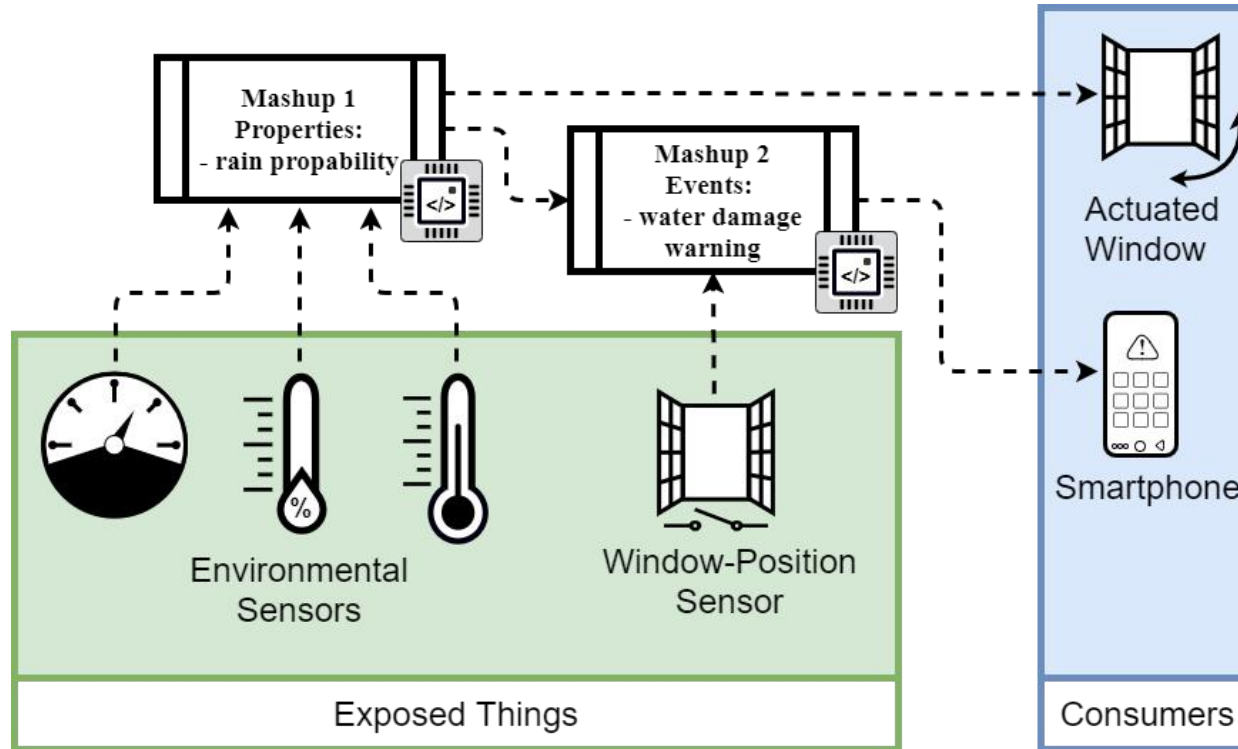 Mashup 1
Properties:
- rain propability
</>
Mashup 2
Events:
- water damage
warning
</>
Actuated
Window
Smartphone
%
Environmental
Sensors
Window-Position
Sensor
Exposed Things
Consumers